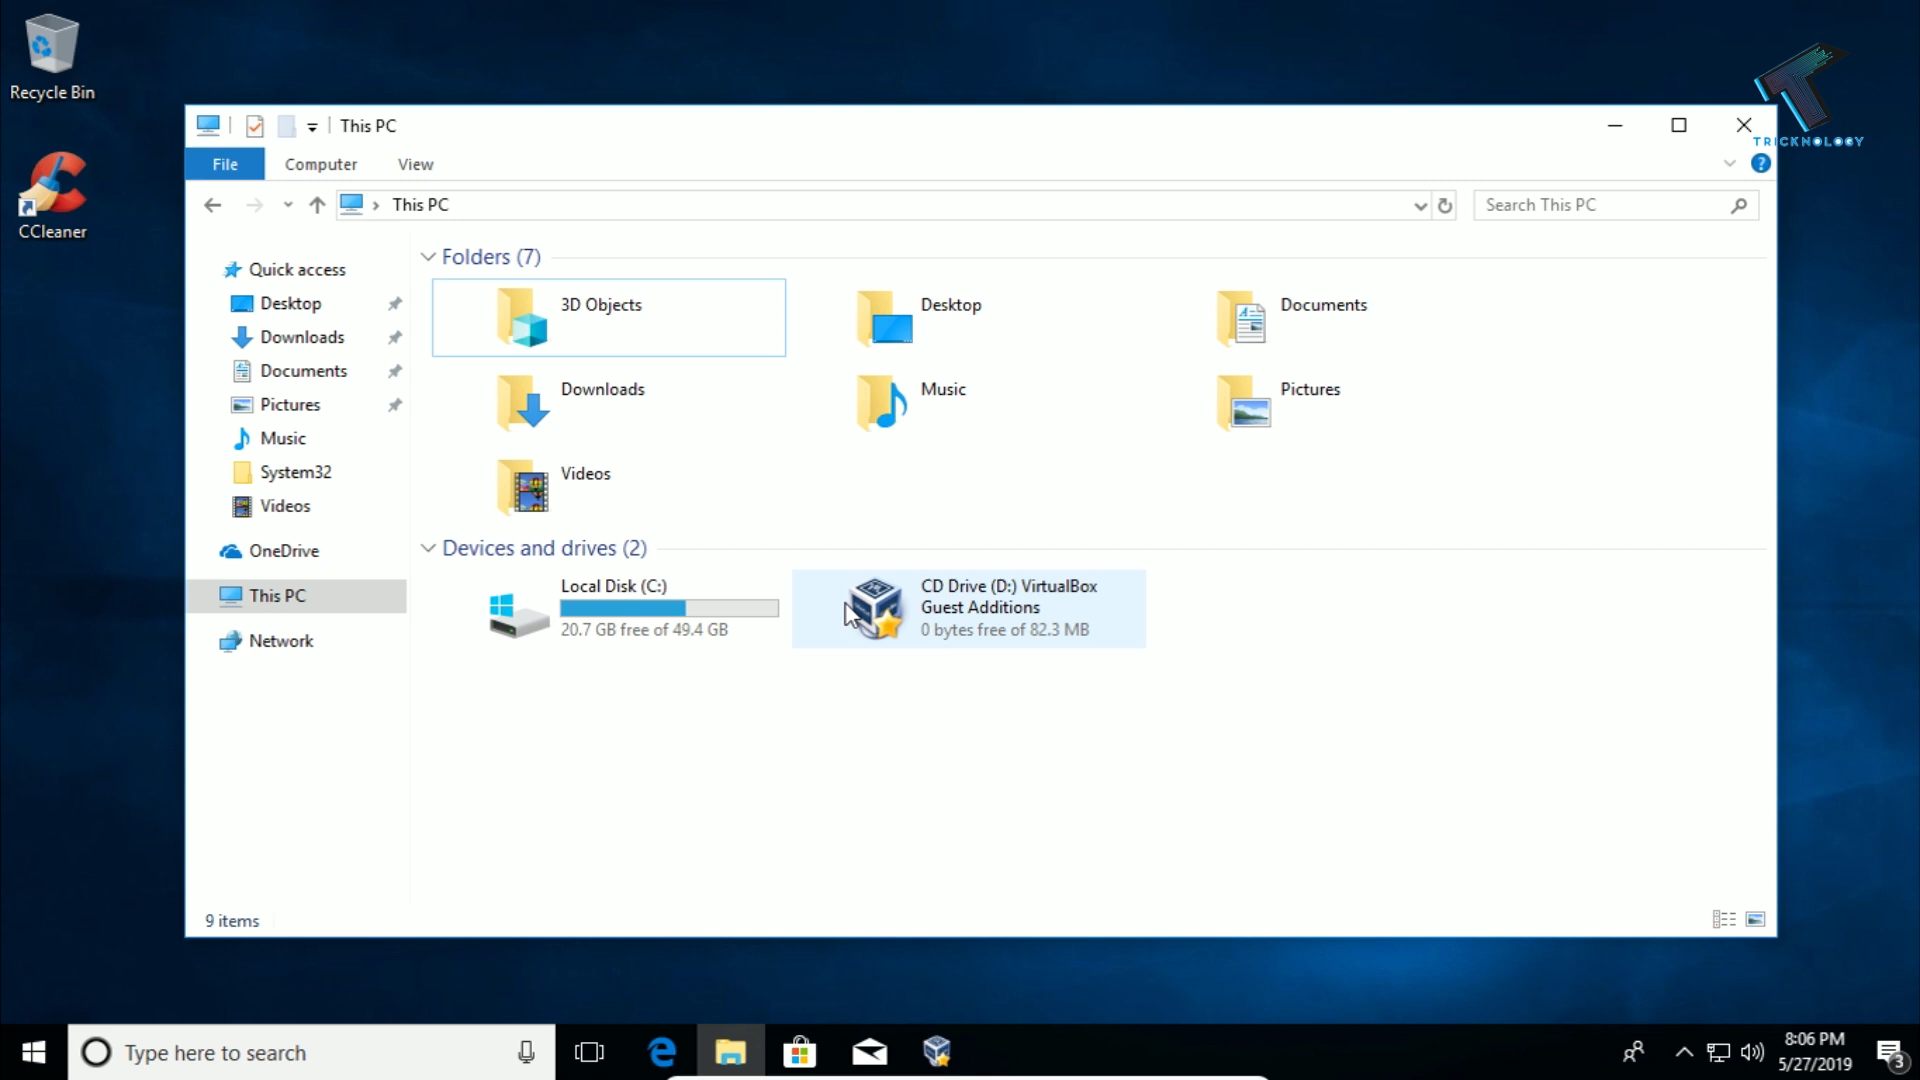 Recycle Bin
CCleaner
This PC
TRICKNOLOGY
File
Computer
View
This PC
Search This PC
Quick access
Desktop
Downloads
Documents
Pictures
Music
System32
Videos
OneDrive
This PC
Network
Folders (7)
3D Objects
Desktop
Documents
Downloads
Music
Pictures
Videos
Devices and drives (2)
Local Disk (C:)
20.7 GB free of 49.4 GB
CD Drive (D:) VirtualBox
Guest Additions
0 bytes free of 82.3 MB
9 items
Type here to search
8:06 PM
5/27/2019
3